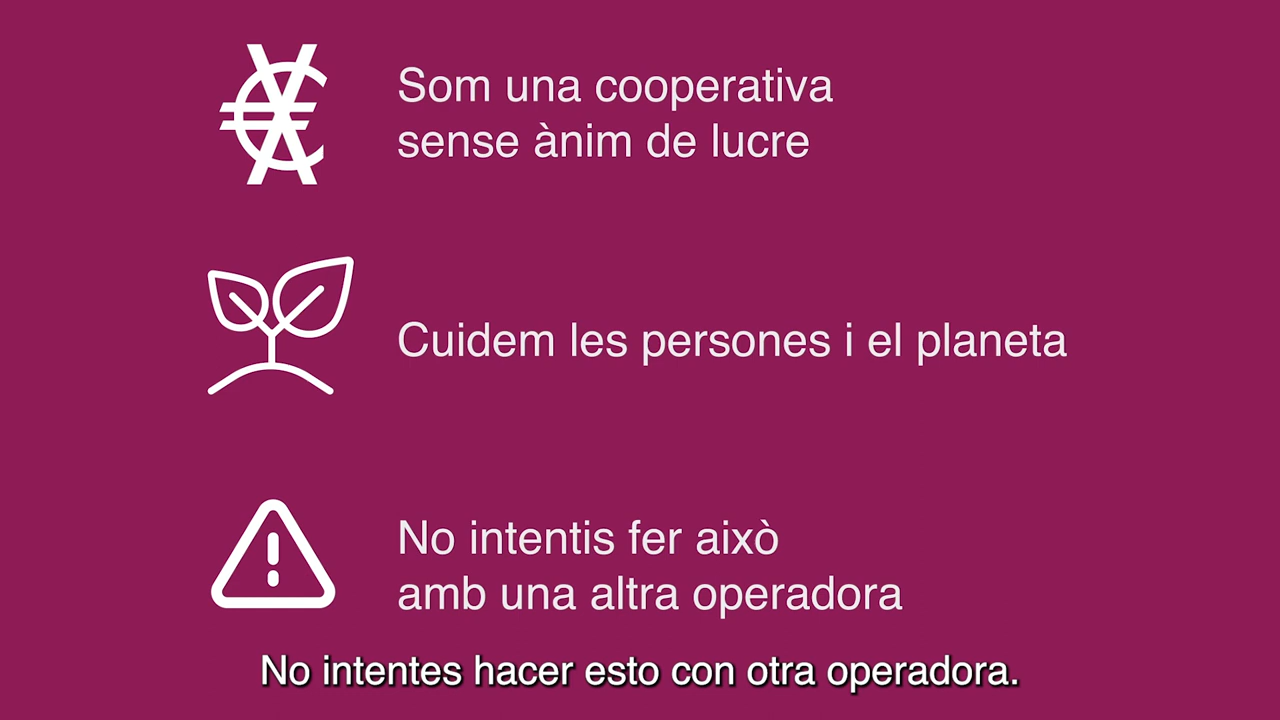 Som una cooperativa
sense ànim de lucre
Cuidem les persones i el planeta
No intentis fer això
amb una altra operadora
No intentes hacer esto con otra operadora.